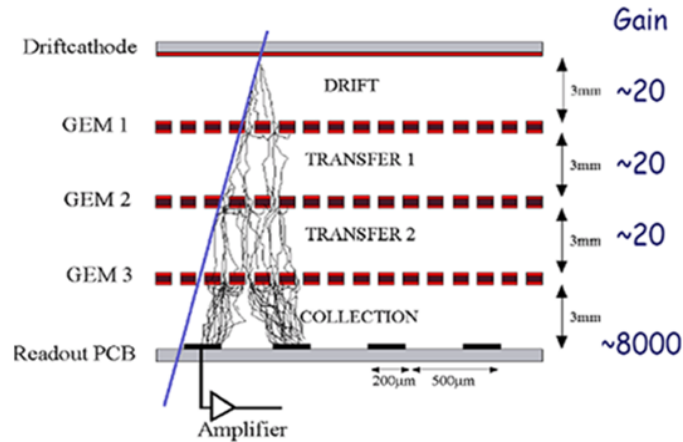 Gain
Driftcathode
DRIFT
3mm
~20
GEM 1
TRANSFER 1
3mm
~20
GEM 2
TRANSFER 2
3mm
~20
GEM 3
COLLECTION
3mm
~8000
Readout PCB
200µm
500µm
Amplifier